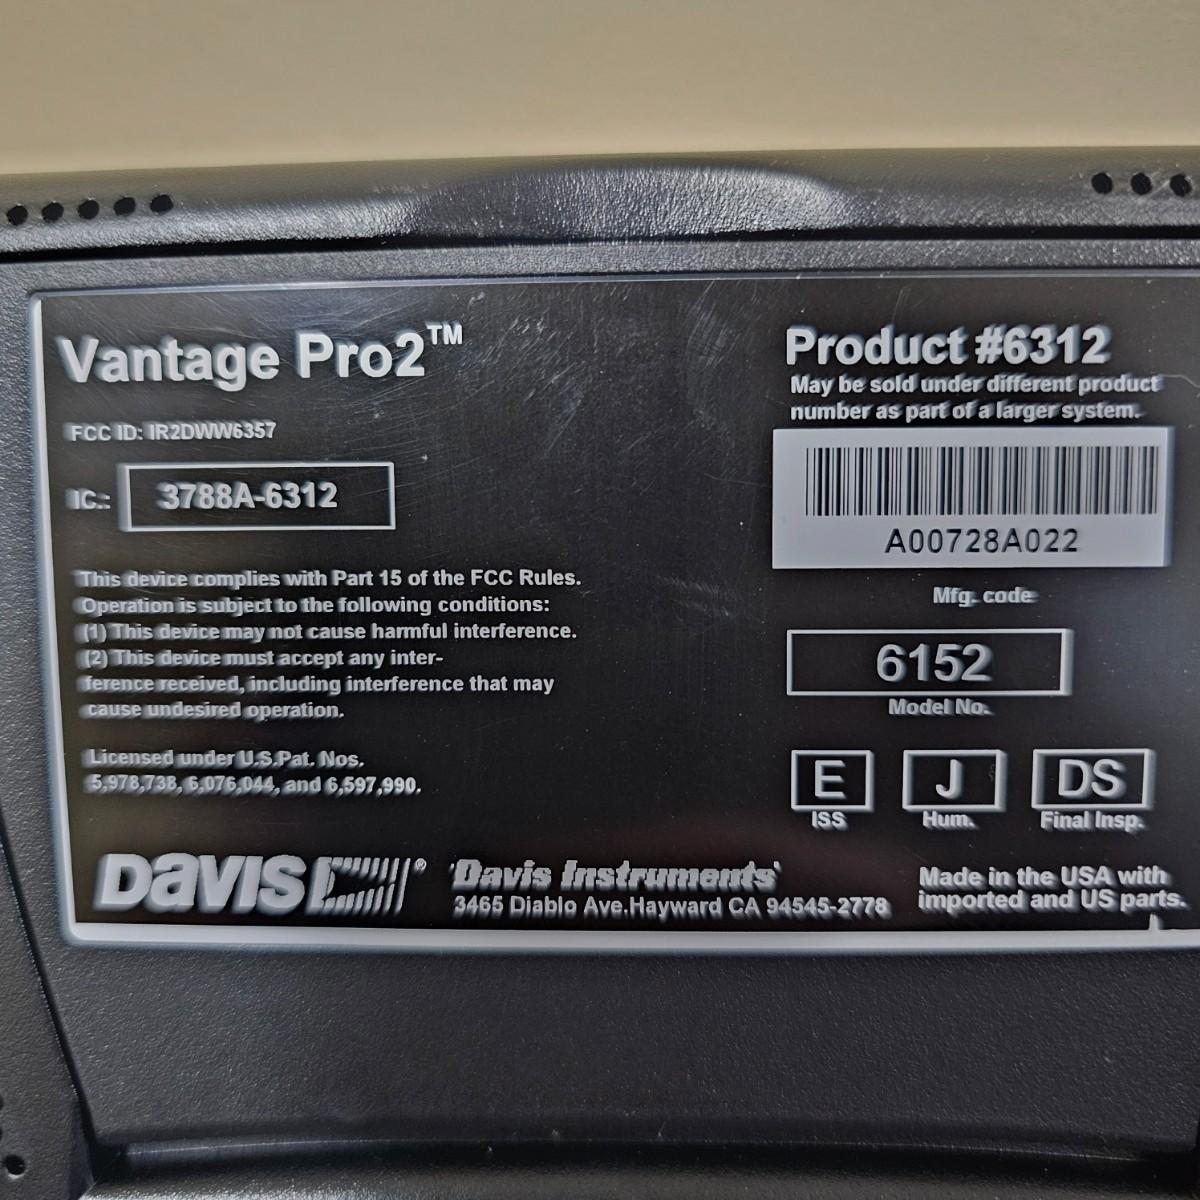 Vantage Pro2™
FCC ID: IR2DWW6357
IC.: 3788A-6312
This device complies with Part 15 of the FCC Rules.
Operation is subject to the following conditions:
(1) This device may not cause harmful interference.
(2) This device must accept any inter-
ference received, including interference that may
cause undesired operation.
Licensed under U.S.Pat. Nos.
5,978,738, 6,076,044, and 6,597,990.
DAVIS®
Davis Instruments
3465 Diablo Ave.Hayward CA 94545-2778
Product #6312
May be sold under different product
number as part of a larger system.
A00728A022
Mfg. code
6152
Model No.
E J DS
ISS Hum. Final Insp.
Made in the USA with
imported and US parts.